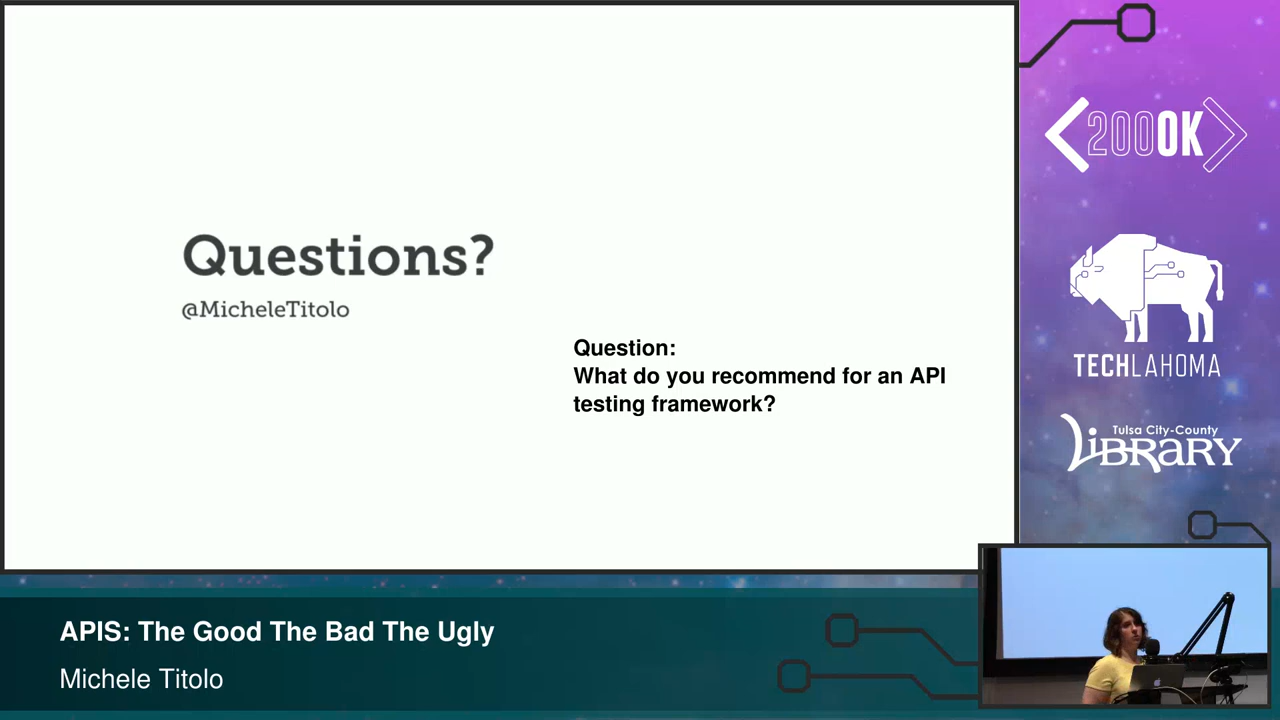 Questions?
@MicheleTitolo
Question:
What do you recommend for an API
testing framework?
200OK
TECHLAHOMA
Tulsa City-County
LiBRARY
APIS: The Good The Bad The Ugly
Michele Titolo